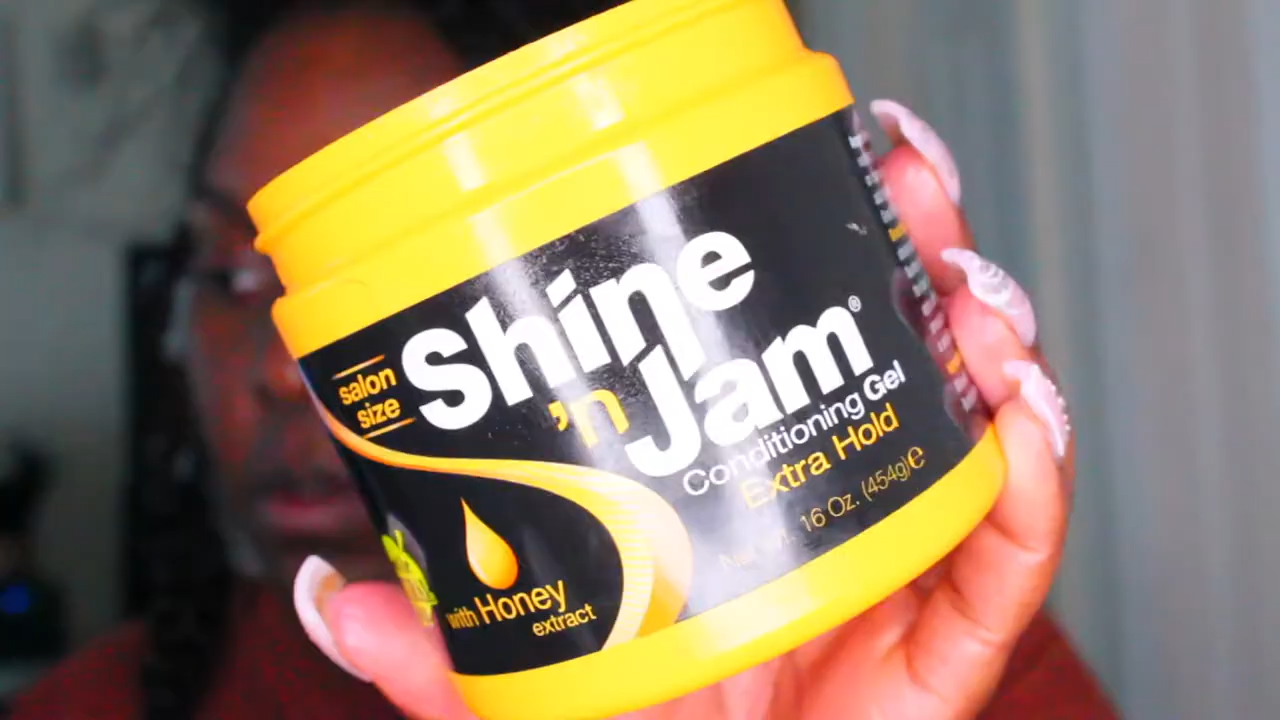 salon
size
Shine
'n Jam®
Conditioning Gel
Extra Hold
16 Oz. (454g) e
with Honey
extract